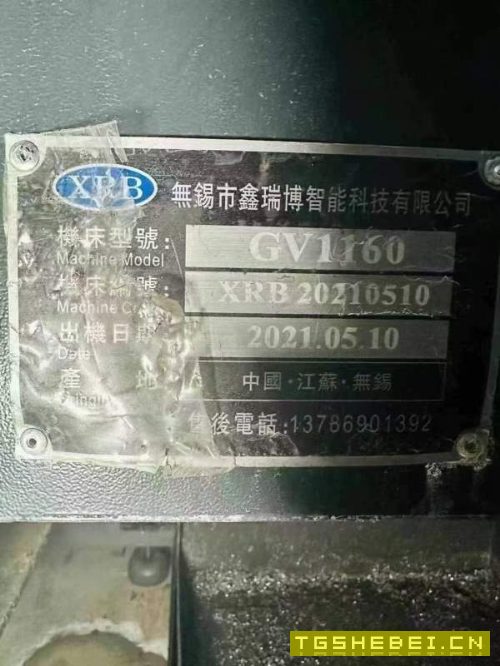 XRB
無錫市鑫瑞博智能科技有限公司
機床型號: GV1160
Machine Model
機床編號: XRB 20210510
Machine
出機日期 2021.05.10
Date
產地 中國·江蘇·無錫
售後電話:13786901392
TGSHEBEI.CN